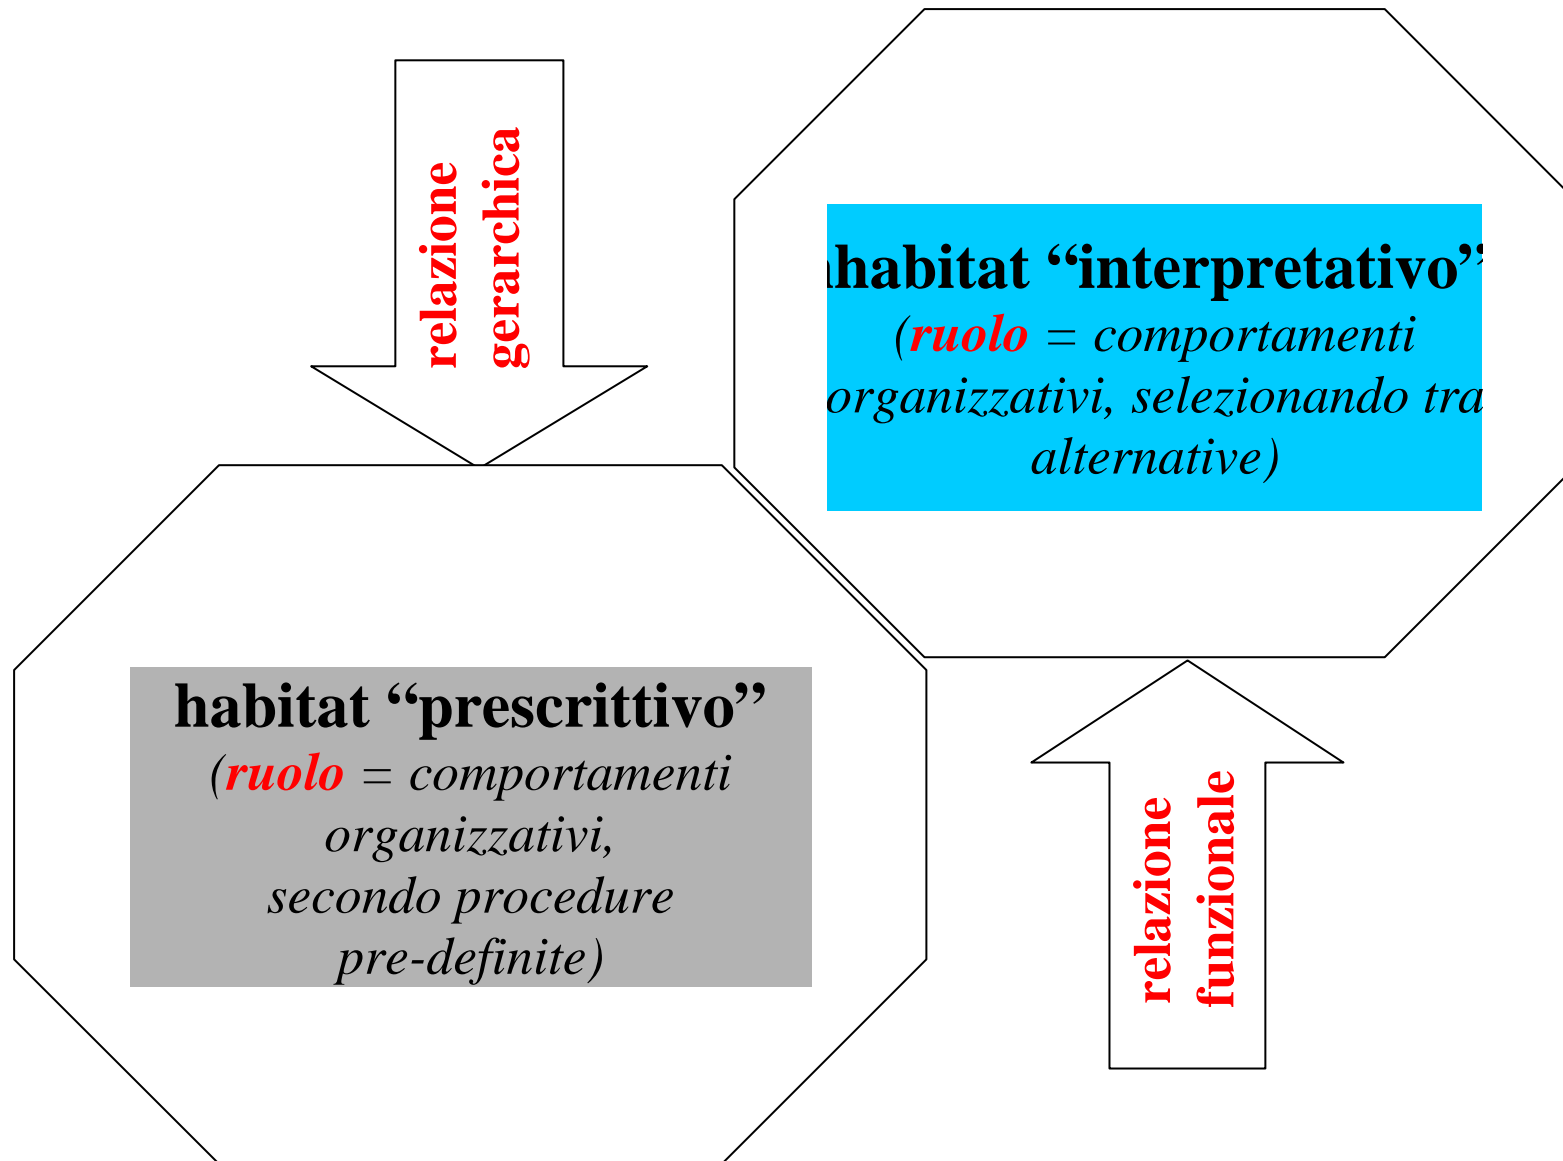 relazione
gerarchica
habitat “interpretativo”
(ruolo = comportamenti
organizzativi, selezionando tra
alternative)
habitat “prescrittivo”
(ruolo = comportamenti
organizzativi,
secondo procedure
pre-definite)
relazione
funzionale